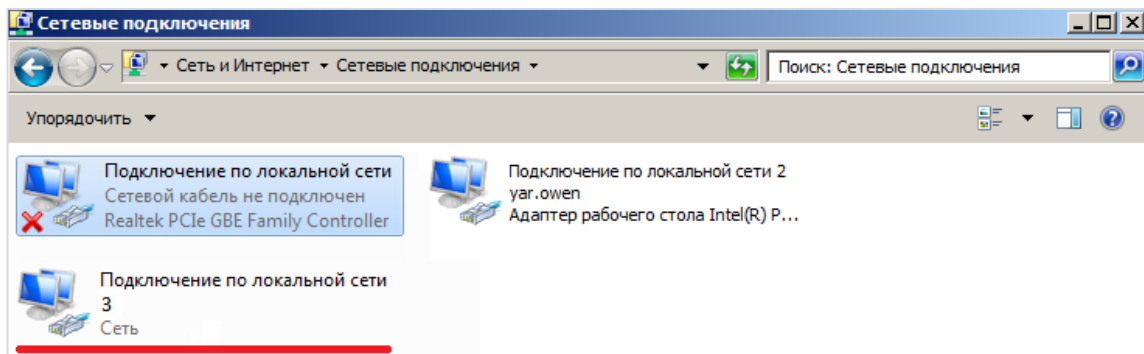 Сетевые подключения
Сеть и Интернет Сетевые подключения
Поиск: Сетевые подключения
Упорядочить
Подключение по локальной сети
Сетевой кабель не подключен
Realtek PCIe GBE Family Controller
Подключение по локальной сети 2
yar.owen
Адаптер рабочего стола Intel(R) P...
Подключение по локальной сети
3
Сеть